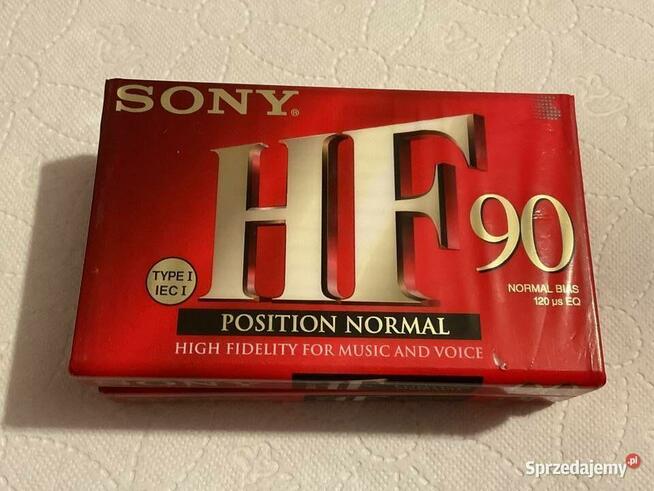 SONY®
HF 90
TYPE I
IEC I
NORMAL BIAS
120 µs EQ
POSITION NORMAL
HIGH FIDELITY FOR MUSIC AND VOICE
SONY
Sprzedajemy.pl